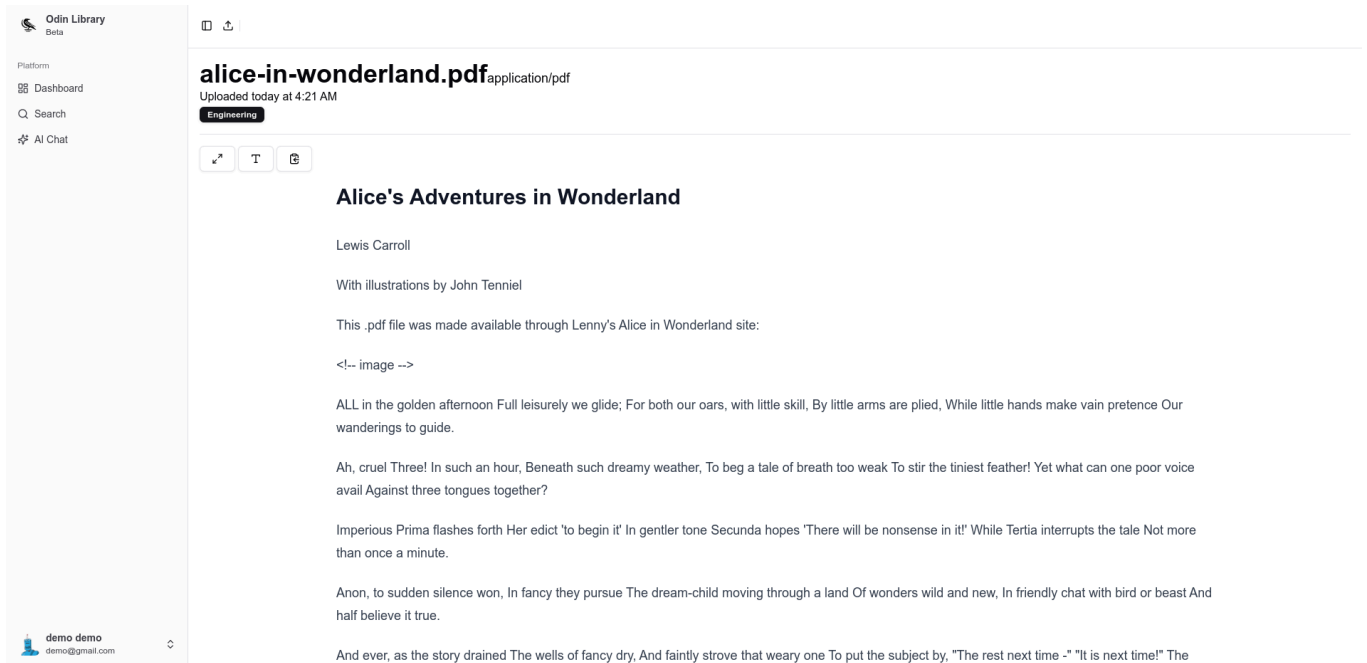 Odin Library
Beta
Platform
Dashboard
Search
AI Chat
alice-in-wonderland.pdf application/pdf
Uploaded today at 4:21 AM
Engineering
T
Alice's Adventures in Wonderland
Lewis Carroll
With illustrations by John Tenniel
This .pdf file was made available through Lenny's Alice in Wonderland site:
<!-- image -->
ALL in the golden afternoon Full leisurely we glide; For both our oars, with little skill, By little arms are plied, While little hands make vain pretence Our
wanderings to guide.
Ah, cruel Three! In such an hour, Beneath such dreamy weather, To beg a tale of breath too weak To stir the tiniest feather! Yet what can one poor voice
avail Against three tongues together?
Imperious Prima flashes forth Her edict 'to begin it' In gentler tone Secunda hopes 'There will be nonsense in it!' While Tertia interrupts the tale Not more
than once a minute.
Anon, to sudden silence won, In fancy they pursue The dream-child moving through a land Of wonders wild and new, In friendly chat with bird or beast And
half believe it true.
And ever, as the story drained The wells of fancy dry, And faintly strove that weary one To put the subject by, "The rest next time -" "It is next time!" The
demo demo
demo@gmail.com